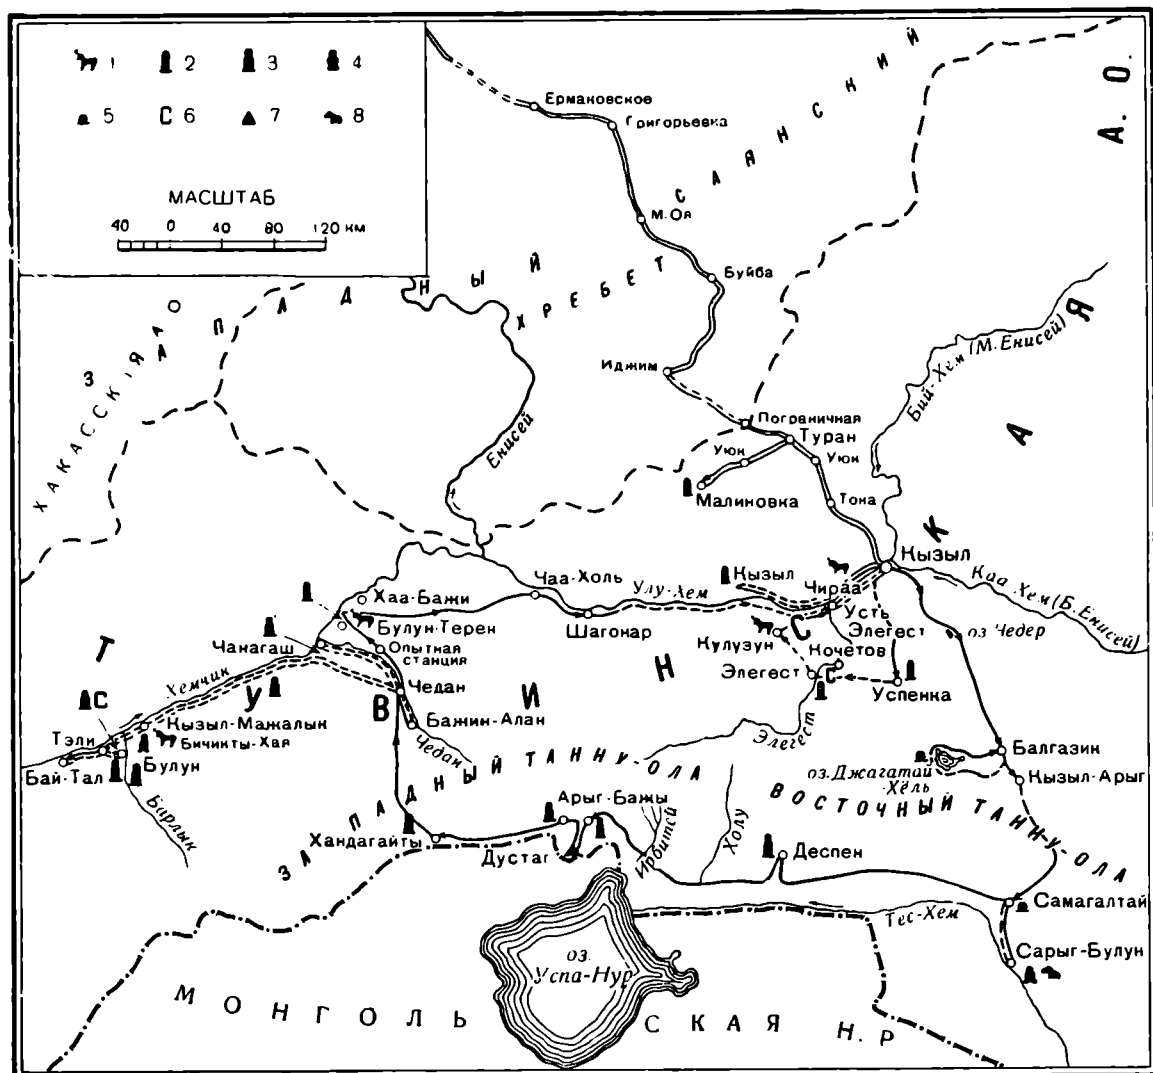 1 2 3 4
5 С 6 7 8
МАСШТАБ
40 0 40 80 120 КМ
Ермаковское
Григорьевка
М.Оя
Буйба
Иджим
ЗАПАДНЫЙ САЯНСКИЙ ХРЕБЕТ
ХАКАССКАЯ А. О.
Енисей
Бий-Хем (М.Енисей)
Пограничная
Туран
Уюк
Уюк
Малиновка
Тона
Кызыл
Каа-Хем (Б.Енисей)
Кызыл
Чираа
Усть
Элегест
Улу-Хем
Чаа-Холь
Шагонар
Хаа-Бажи
Булун-Терен
Опытная
станция
Чанагаш
Чедан
Бажин-Алан
Чедан
Хемчик
С
Тэли
Кызыл-Мажалык
Бичикты-Хая
Бай-Тал
Булун
Барлык
ТУВИНСКАЯ
Кулузун
Кочетов
Элегест
С
Успенка
оз Чедер
Элегест
Балгазин
Кызыл-Арыг
оз.Джагатай
-Хёль
ЗАПАДНЫЙ ТАННУ-ОЛА
ВОСТОЧНЫЙ ТАННУ-ОЛА
Хандагайты
Арыг-Бажы
Дустаг
Ирбитей
Холу
Деспен
Самагалтай
Тес-Хем
Сарыг-Булун
оз.
Успа-Нур
МОНГОЛЬСКАЯ Н.Р